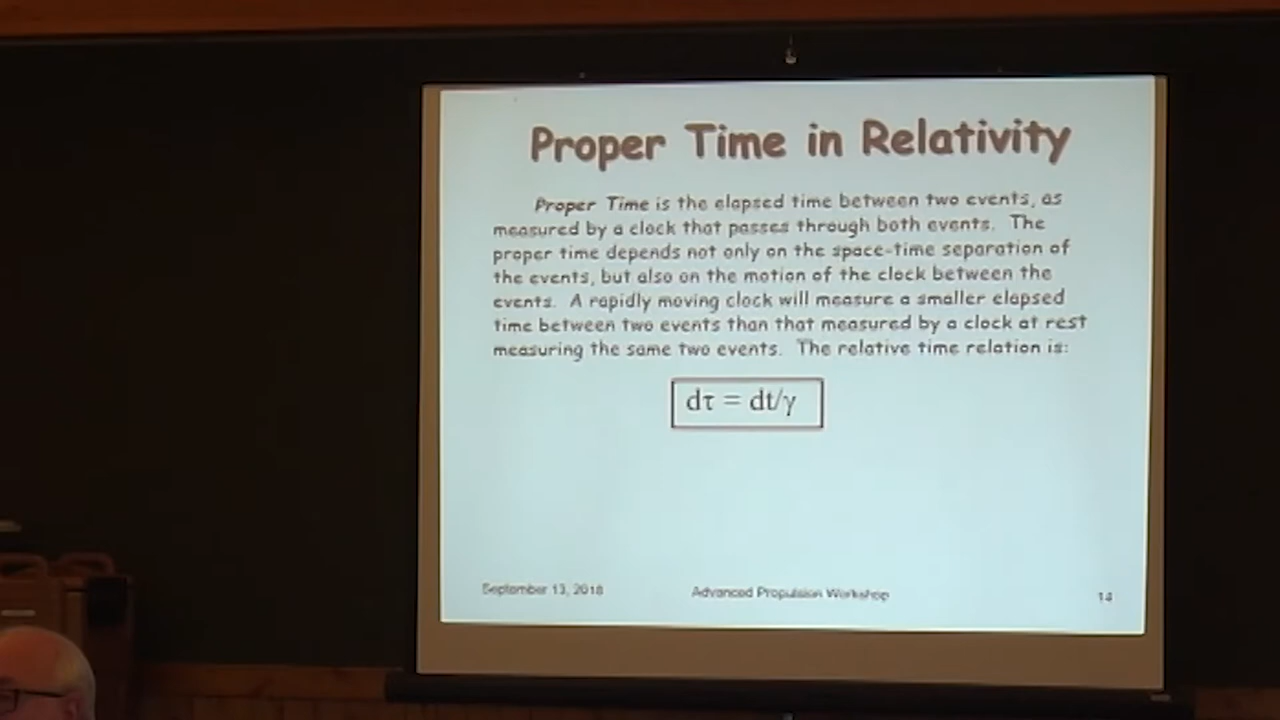 Proper Time in Relativity
Proper Time is the elapsed time between two events, as
measured by a clock that passes through both events.  The
proper time depends not only on the space-time separation of
the events, but also on the motion of the clock between the
events.  A rapidly moving clock will measure a smaller elapsed
time between two events than that measured by a clock at rest
measuring the same two events.  The relative time relation is:
dτ = dt/γ
September 13, 2018
Advanced Propulsion Workshop
14